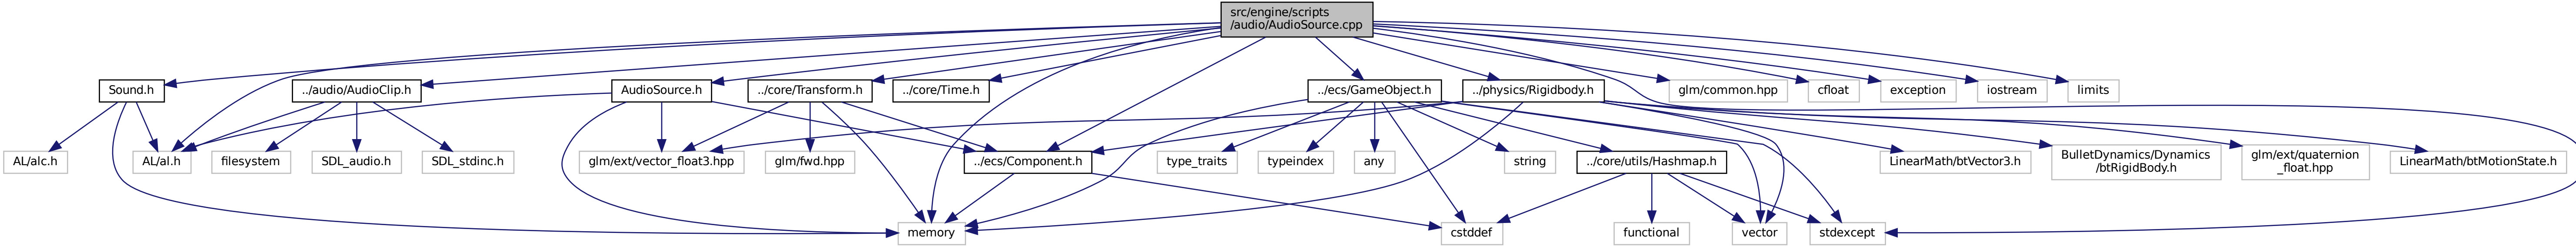 src/engine/scripts
/audio/AudioSource.cpp
Sound.h
../audio/AudioClip.h
AudioSource.h
../core/Transform.h
../core/Time.h
../ecs/GameObject.h
../physics/Rigidbody.h
glm/common.hpp
cfloat
exception
iostream
limits
AL/alc.h
AL/al.h
filesystem
SDL_audio.h
SDL_stdinc.h
glm/ext/vector_float3.hpp
glm/fwd.hpp
../ecs/Component.h
type_traits
typeindex
any
string
../core/utils/Hashmap.h
LinearMath/btVector3.h
BulletDynamics/Dynamics
/btRigidBody.h
glm/ext/quaternion
_float.hpp
LinearMath/btMotionState.h
memory
cstddef
functional
vector
stdexcept